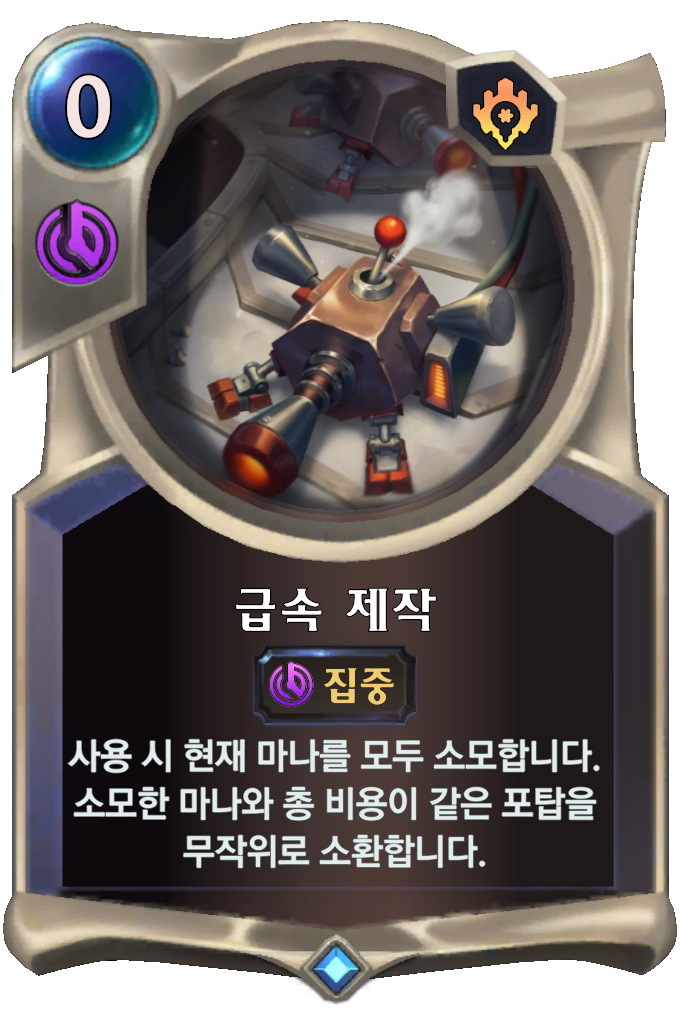 0
급속 제작
집중
사용 시 현재 마나를 모두 소모합니다.
소모한 마나와 총 비용이 같은 포탑을
무작위로 소환합니다.